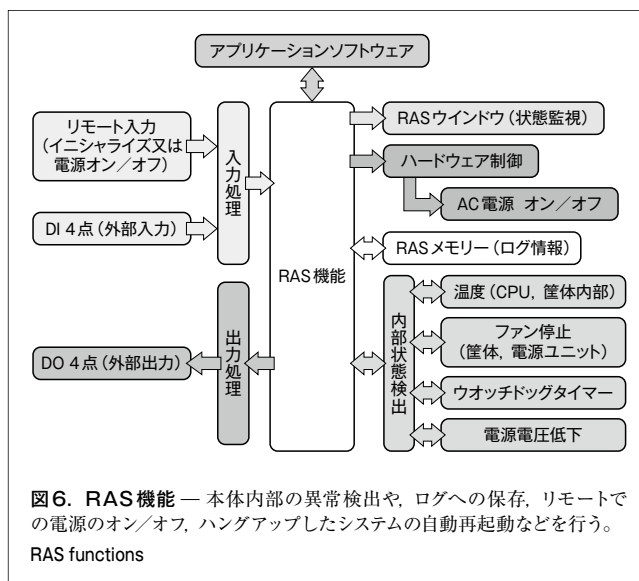 アプリケーションソフトウェア
リモート入力
(イニシャライズ又は
電源オン／オフ)
DI 4点(外部入力)
入力処理
RAS機能
RASウインドウ(状態監視)
ハードウェア制御
AC電源 オン／オフ
RASメモリー(ログ情報)
DO 4点(外部出力)
出力処理
内部状態検出
温度(CPU, 筐体内部)
ファン停止
(筐体, 電源ユニット)
ウオッチドッグタイマー
電源電圧低下
図6. RAS機能 — 本体内部の異常検出や, ログへの保存, リモートで
の電源のオン／オフ, ハングアップしたシステムの自動再起動などを行う。
RAS functions